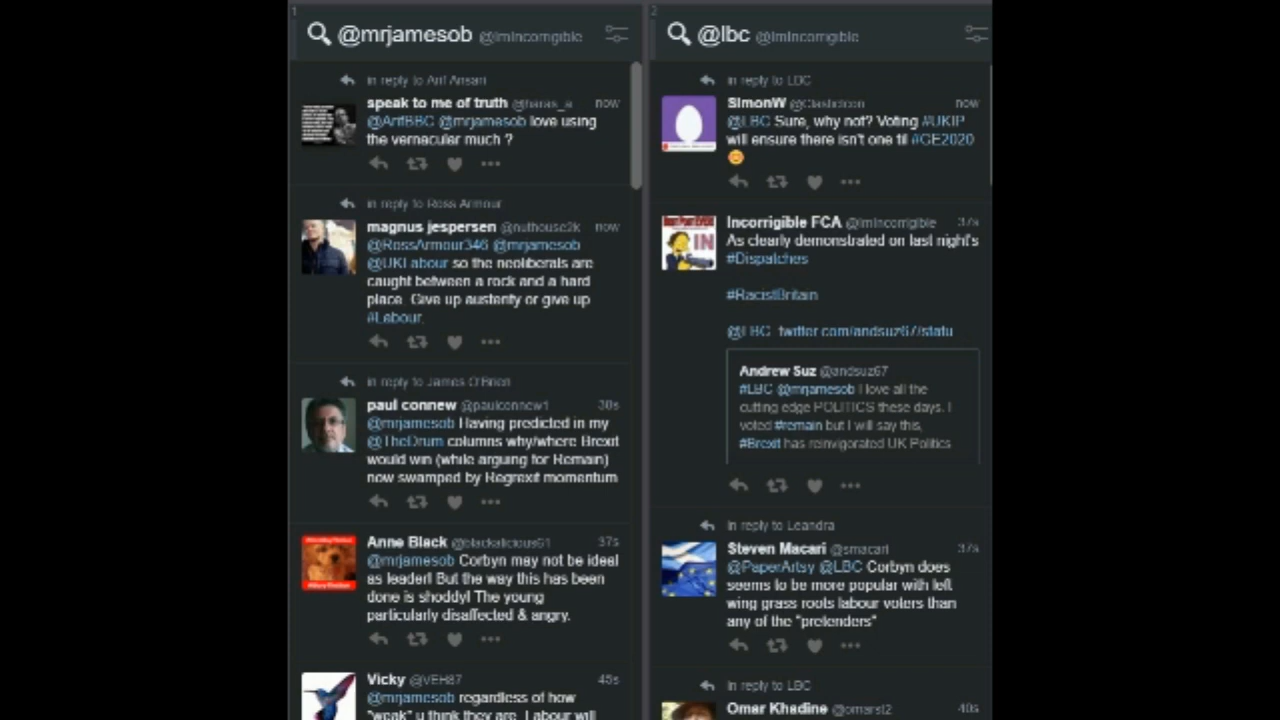 1
@mrjamesob @ImIncorrigible
in reply to Arif Ansari
speak to me of truth @haras_a now
@ArifBBC @mrjamesob love using
the vernacular much ?
in reply to Ross Armour
magnus jespersen @nuthouse2k now
@RossArmour346 @mrjamesob
@UKLabour so the neoliberals are
caught between a rock and a hard
place. Give up austerity or give up
#Labour.
in reply to James O'Brien
paul connew @paulconnew1 30s
@mrjamesob Having predicted in my
@TheDrum columns why/where Brexit
would win (while arguing for Remain)
now swamped by Regrexit momentum
Anne Black @blackalicious61 37s
@mrjamesob Corbyn may not be ideal
as leader! But the way this has been
done is shoddy! The young
particularly disaffected & angry.
Vicky @VEH87 45s
@mrjamesob regardless of how
"weak" u think they are, Labour will
2
@lbc @ImIncorrigible
in reply to LBC
SimonW @ClasticIcon now
@LBC Sure, why not? Voting #UKIP
will ensure there isn't one til #GE2020
Incorrigible FCA @ImIncorrigible 37s
IN
As clearly demonstrated on last night's
#Dispatches
#RacistBritain
@LBC twitter.com/andsuz67/statu
Andrew Suz @andsuz67
#LBC @mrjamesob I love all the
cutting edge POLITICS these days. I
voted #remain but I will say this,
#Brexit has reinvigorated UK Politics
in reply to Leandra
Steven Macari @smacari 37s
@PaperArtsy @LBC Corbyn does
seems to be more popular with left
wing grass roots labour voters than
any of the "pretenders"
in reply to LBC
Omar Khadine @omarst2 40s